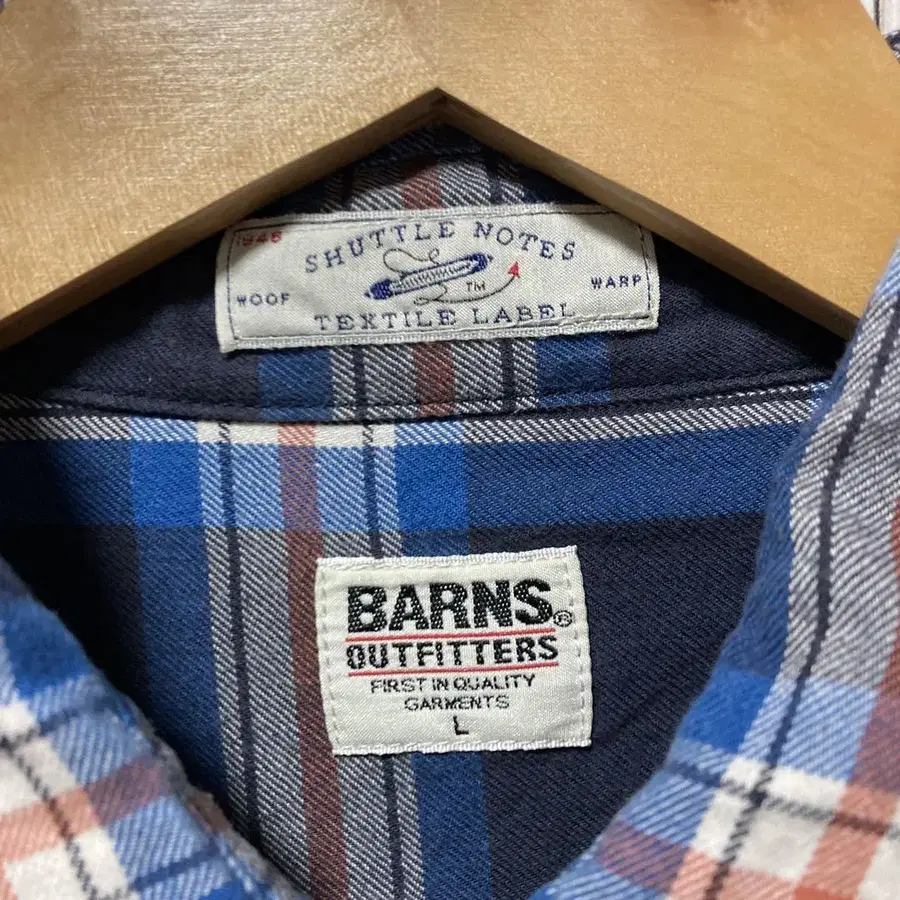 1946
SHUTTLE NOTES
WOOF
WARP
TM
TEXTILE LABEL
BARNS®
OUTFITTERS
FIRST IN QUALITY
GARMENTS
L